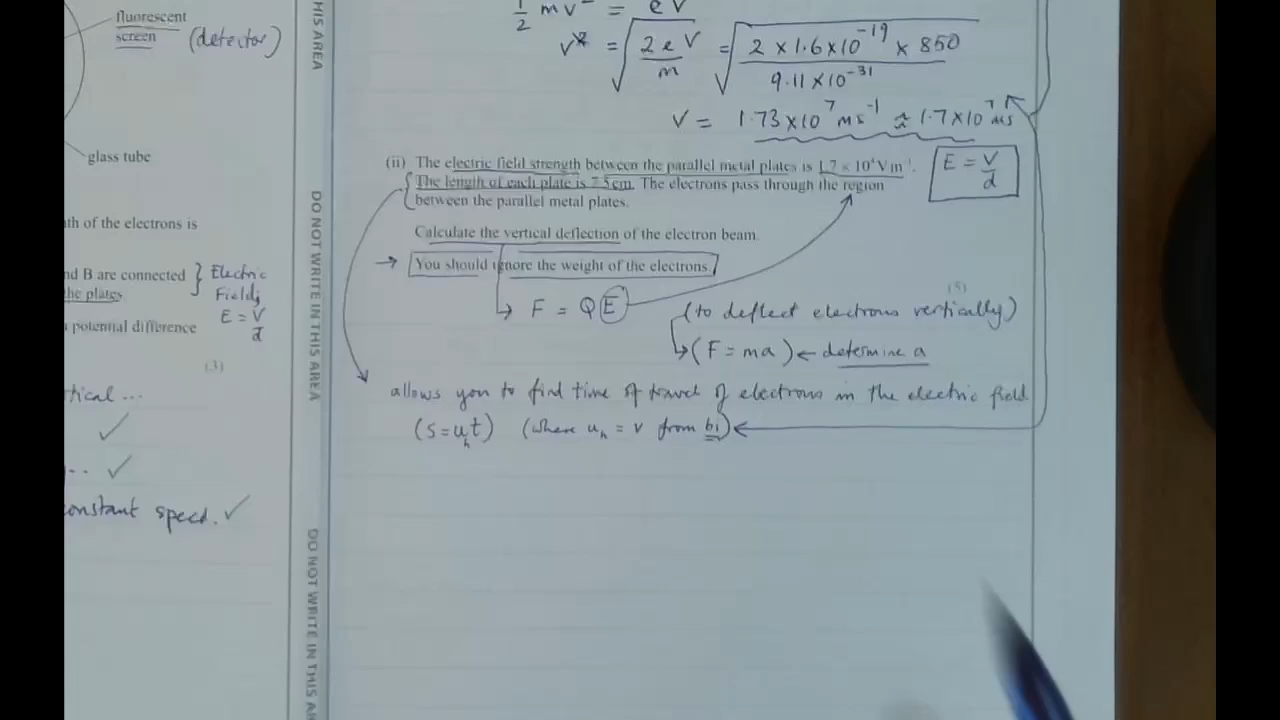 fluorescent
screen (detector)
glass tube
th of the electrons is
nd B are connected } Electric
the plates Fields
E = V/d
potential difference
(3)
tical ...
✓
.. ✓
onstant speed. ✓
THIS AREA
DO NOT WRITE IN THIS AREA
DO NOT WRITE IN THIS AR
1/2 mv² = eV
v = √(2eV/m) = √(2 × 1.6×10⁻¹⁹ × 850 / 9.11×10⁻³¹)
V = 1.73×10⁷ ms⁻¹ ≈ 1.7×10⁷ ms⁻¹
(ii) The electric field strength between the parallel metal plates is 1.7 × 10⁴ V m⁻¹.
E = V/d
The length of each plate is 7.5 cm. The electrons pass through the region
between the parallel metal plates.
Calculate the vertical deflection of the electron beam.
→ You should ignore the weight of the electrons.
(5)
↳ F = QE (to deflect electrons vertically)
↳ (F = ma) ← determine a
allows you to find time of travel of electrons in the electric field
(s = uₕt) (where uₕ = v from bi) ←